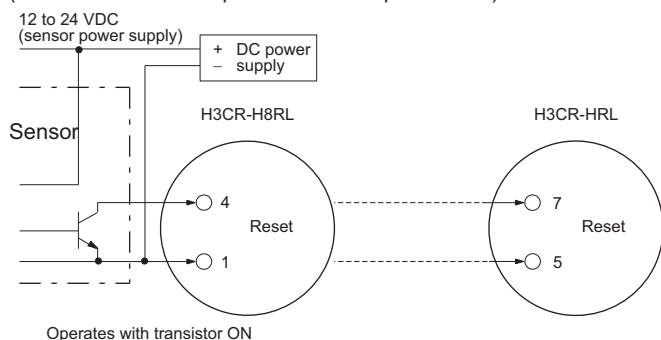 12 to 24 VDC
(sensor power supply)
+ DC power
− supply
Sensor
H3CR-H8RL
H3CR-HRL
4
Reset
1
7
Reset
5
Operates with transistor ON